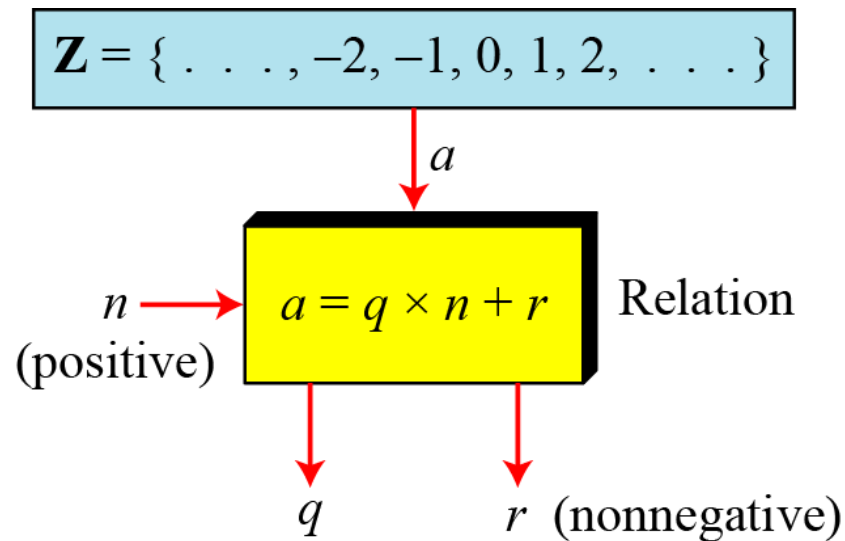 Z = { . . . , –2, –1, 0, 1, 2, . . . }
a
n
(positive)
a = q × n + r
Relation
q
r (nonnegative)